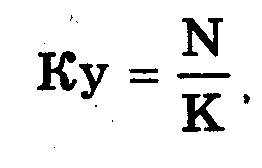 Ку = N/K,